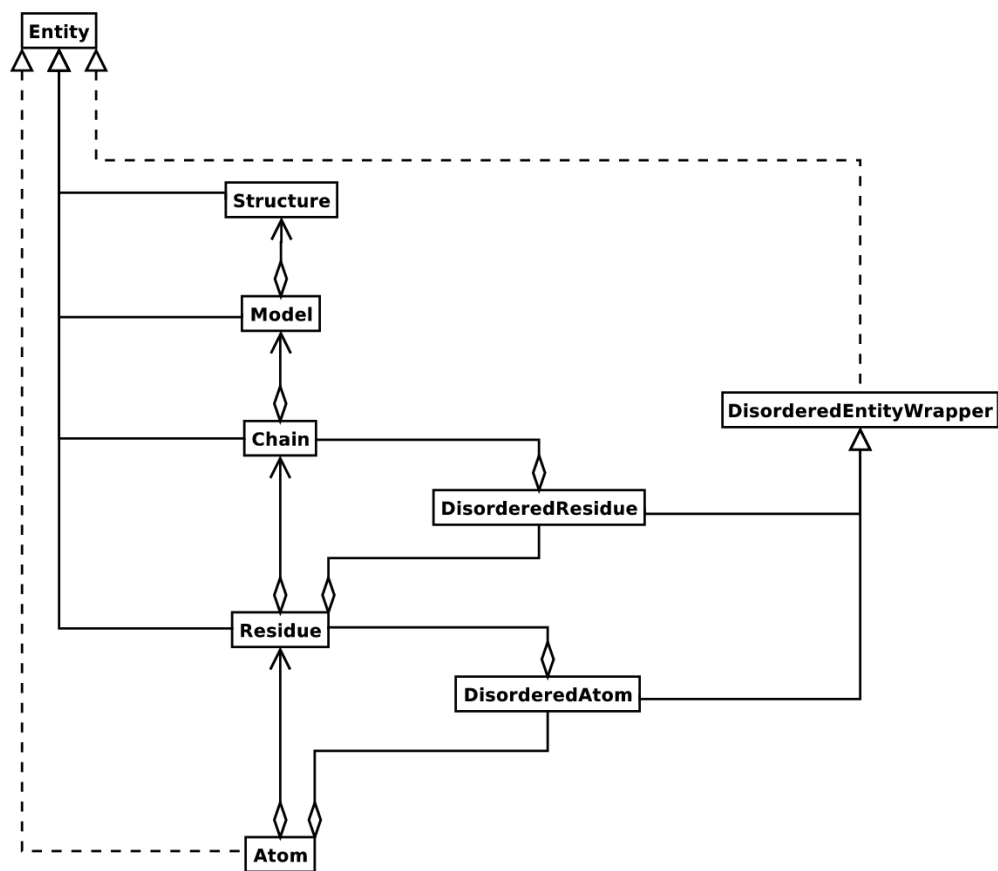 Entity
Structure
Model
DisorderedEntityWrapper
Chain
DisorderedResidue
Residue
DisorderedAtom
Atom